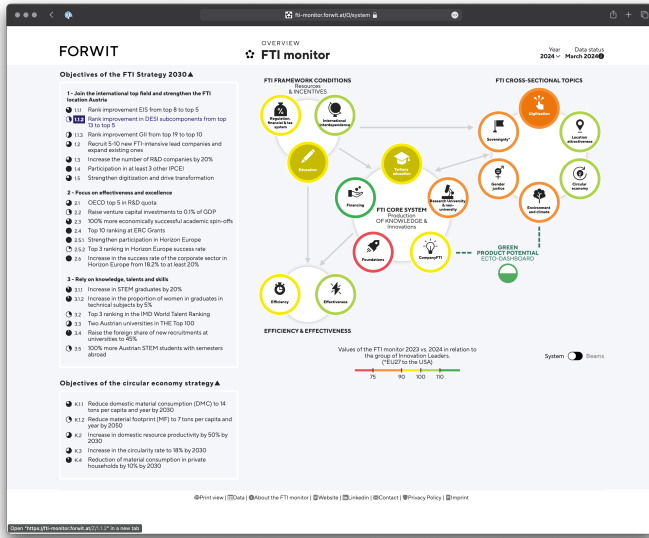 fti-monitor.forwit.at/0/system
FORWIT
OVERVIEW
FTI monitor
Year
2024
Data status
March 2024
Objectives of the FTI Strategy 2030▲
1 - Join the international top field and strengthen the FTI
location Austria
1.1.1 Rank improvement EIS from top 8 to top 5
1.1.2 Rank improvement in DESI subcomponents from top
13 to top 5
1.1.3 Rank improvement GII from top 19 to top 10
1.2 Recruit 5-10 new FTI-intensive lead companies and
expand existing ones
1.3 Increase the number of R&D companies by 20%
1.4 Participation in at least 3 other IPCEI
1.5 Strengthen digitization and drive transformation
2 - Focus on effectiveness and excellence
2.1 OECD top 5 in R&D quota
2.2 Raise venture capital investments to 0.1% of GDP
2.3 100% more economically successful academic spin-offs
2.4 Top 10 ranking at ERC Grants
2.5.1 Strengthen participation in Horizon Europe
2.5.2 Top 3 ranking in Horizon Europe success rate
2.6 Increase in the success rate of the corporate sector in
Horizon Europe from 18.2% to at least 20%
3 - Rely on knowledge, talents and skills
3.1.1 Increase in STEM graduates by 20%
3.1.2 Increase in the proportion of women in graduates in
technical subjects by 5%
3.2 Top 3 ranking in the IMD World Talent Ranking
3.3 Two Austrian universities in THE Top 100
3.4 Raise the foreign share of new recruitments at
universities to 45%
3.5 100% more Austrian STEM students with semesters
abroad
Objectives of the circular economy strategy▲
K.1.1 Reduce domestic material consumption (DMC) to 14
tons per capita and year by 2030
K.1.2 Reduce material footprint (MF) to 7 tons per capita and
year by 2050
K.2 Increase in domestic resource productivity by 50% by
2030
K.3 Increase in the circularity rate to 18% by 2030
K.4 Reduction of material consumption in private
households by 10% by 2030
FTI FRAMEWORK CONDITIONS
Resources
& INCENTIVES
Regulation,
financial & tax
system
International
interdependence
Education
FTI CROSS-SECTIONAL TOPICS
Digitization
Sovereignty*
Location
attractiveness
Gender
justice
Circular
economy
Environment
and climate
Tertiary
education
Financing
Research University
& non-
university
FTI CORE SYSTEM
Production
OF KNOWLEDGE &
Innovations
Foundations
CompanyFTI
GREEN
PRODUCT POTENTIAL
ECTO-DASHBOARD
Efficiency
Effectiveness
EFFICIENCY & EFFECTIVENESS
Values of the FTI monitor 2023 vs. 2024 in relation to
the group of Innovation Leaders.
(*EU27 to the USA)
75 90 100 110
System Beams
Print view | Data | About the FTI monitor | Website | Linkedin | Contact | Privacy Policy | Imprint
Open "https://fti-monitor.forwit.at/Z/1.1.2" in a new tab